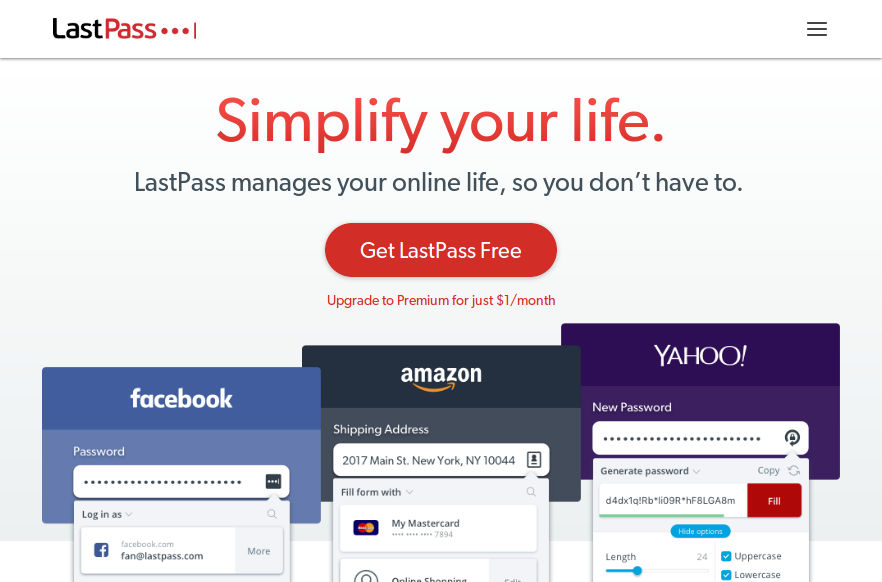 LastPass
Simplify your life.
LastPass manages your online life, so you don't have to.
Get LastPass Free
Upgrade to Premium for just $1/month
facebook
Password
Log in as
facebook.com
fan@lastpass.com
More
amazon
Shipping Address
2017 Main St. New York, NY 10044
Fill form with
My Mastercard
•••• •••• •••• 7894
Online Shopping
Edit
YAHOO!
New Password
Generate password
Copy
d4dx1q!Rb*li09R*hF8LGA8m
Fill
Hide options
Length
24
Uppercase
Lowercase